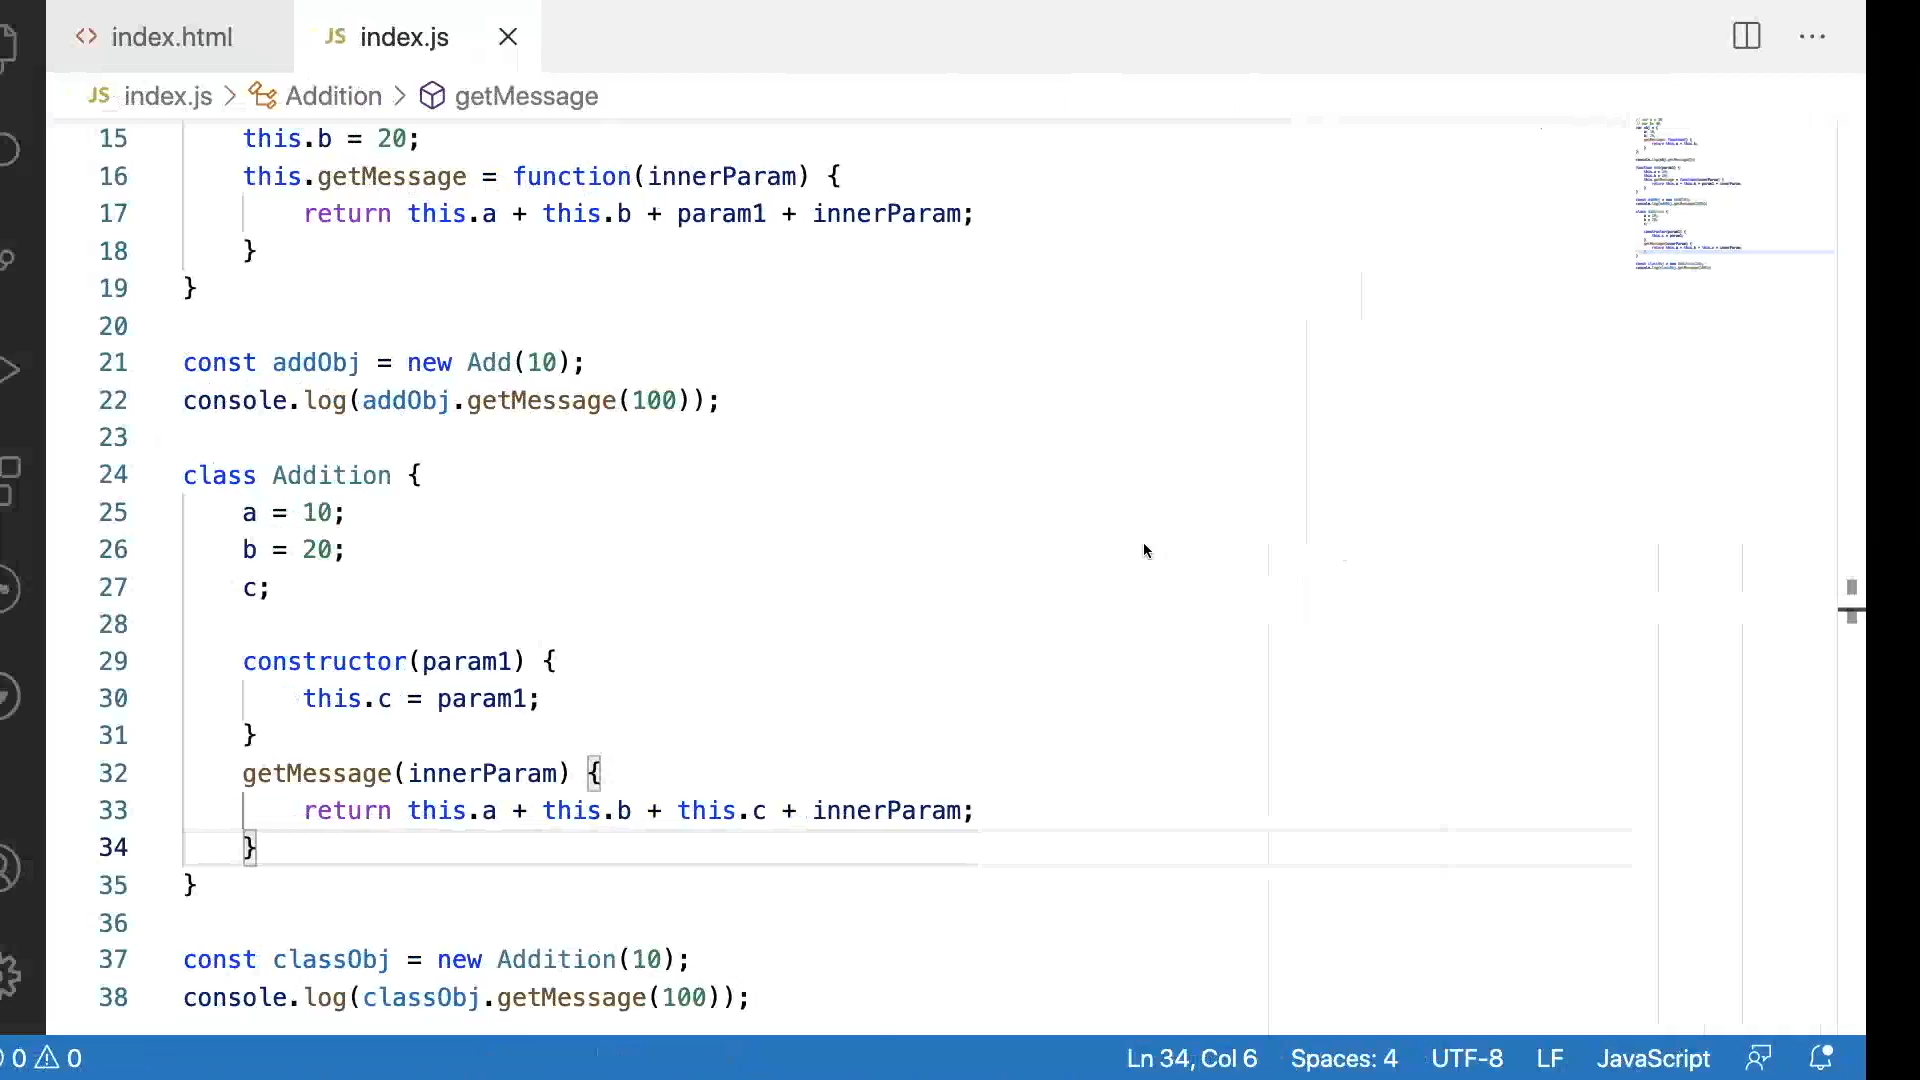 <> index.html
JS index.js
JS index.js > Addition > getMessage
15 this.b = 20;
16 this.getMessage = function(innerParam) {
17 return this.a + this.b + param1 + innerParam;
18 }
19 }
20
21 const addObj = new Add(10);
22 console.log(addObj.getMessage(100));
23
24 class Addition {
25 a = 10;
26 b = 20;
27 c;
28
29 constructor(param1) {
30 this.c = param1;
31 }
32 getMessage(innerParam) {
33 return this.a + this.b + this.c + innerParam;
34 }
35 }
36
37 const classObj = new Addition(10);
38 console.log(classObj.getMessage(100));
0 0 Ln 34, Col 6 Spaces: 4 UTF-8 LF JavaScript